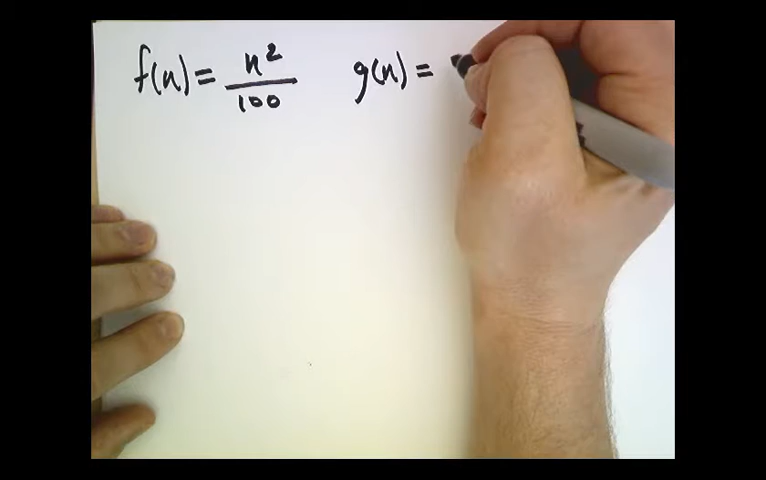 f(n) = n²/100 g(n) =